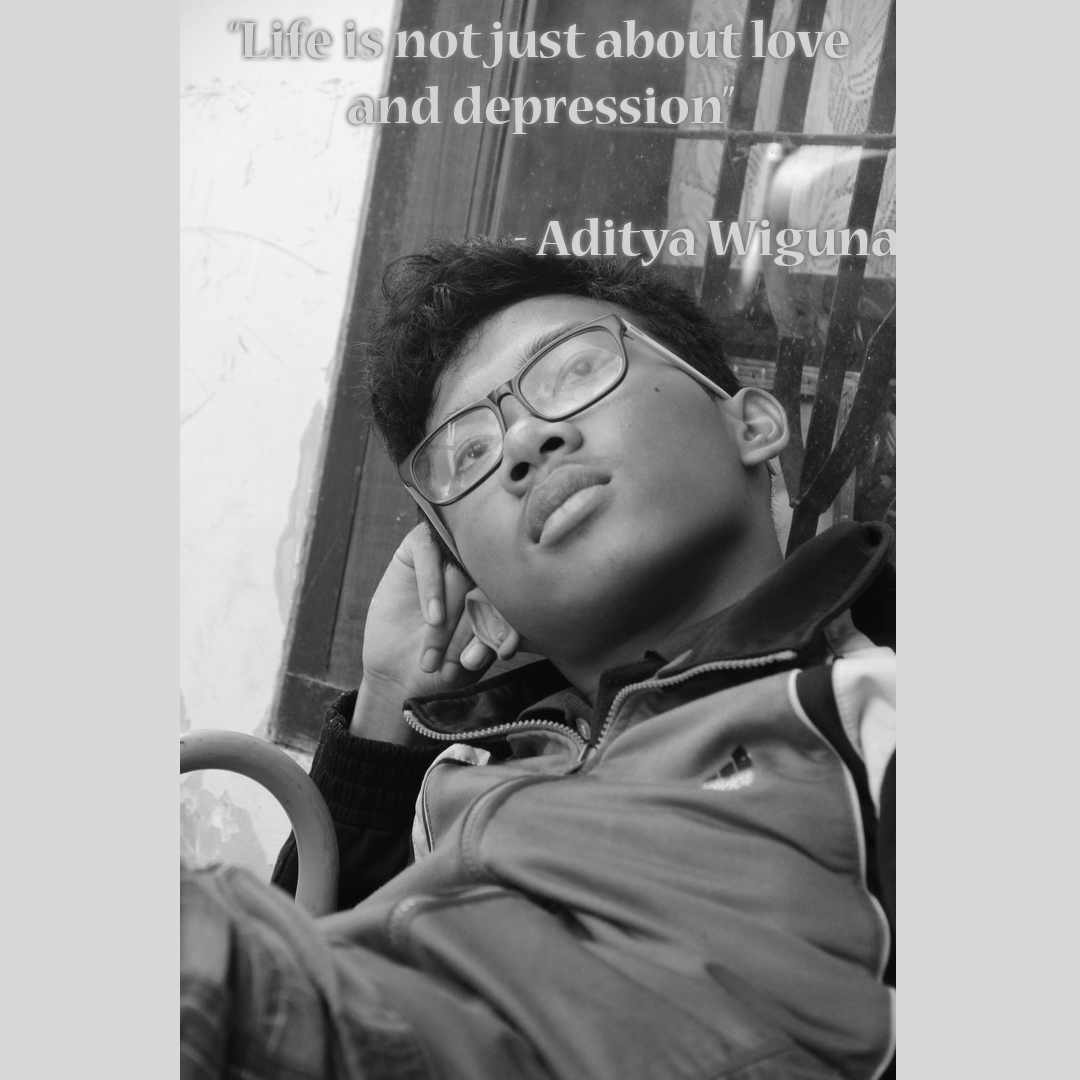 “Life is not just about love
and depression”
- Aditya Wiguna